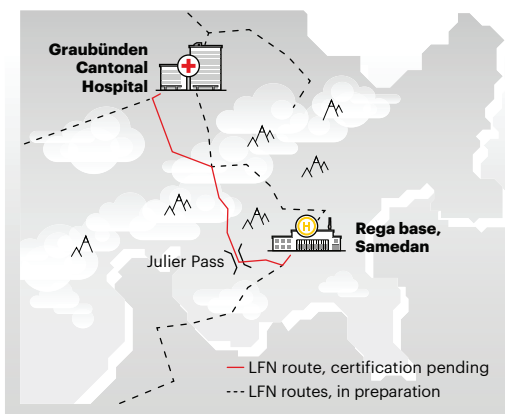 Graubünden
Cantonal
Hospital
H
Rega base,
Samedan
Julier Pass
LFN route, certification pending
LFN routes, in preparation